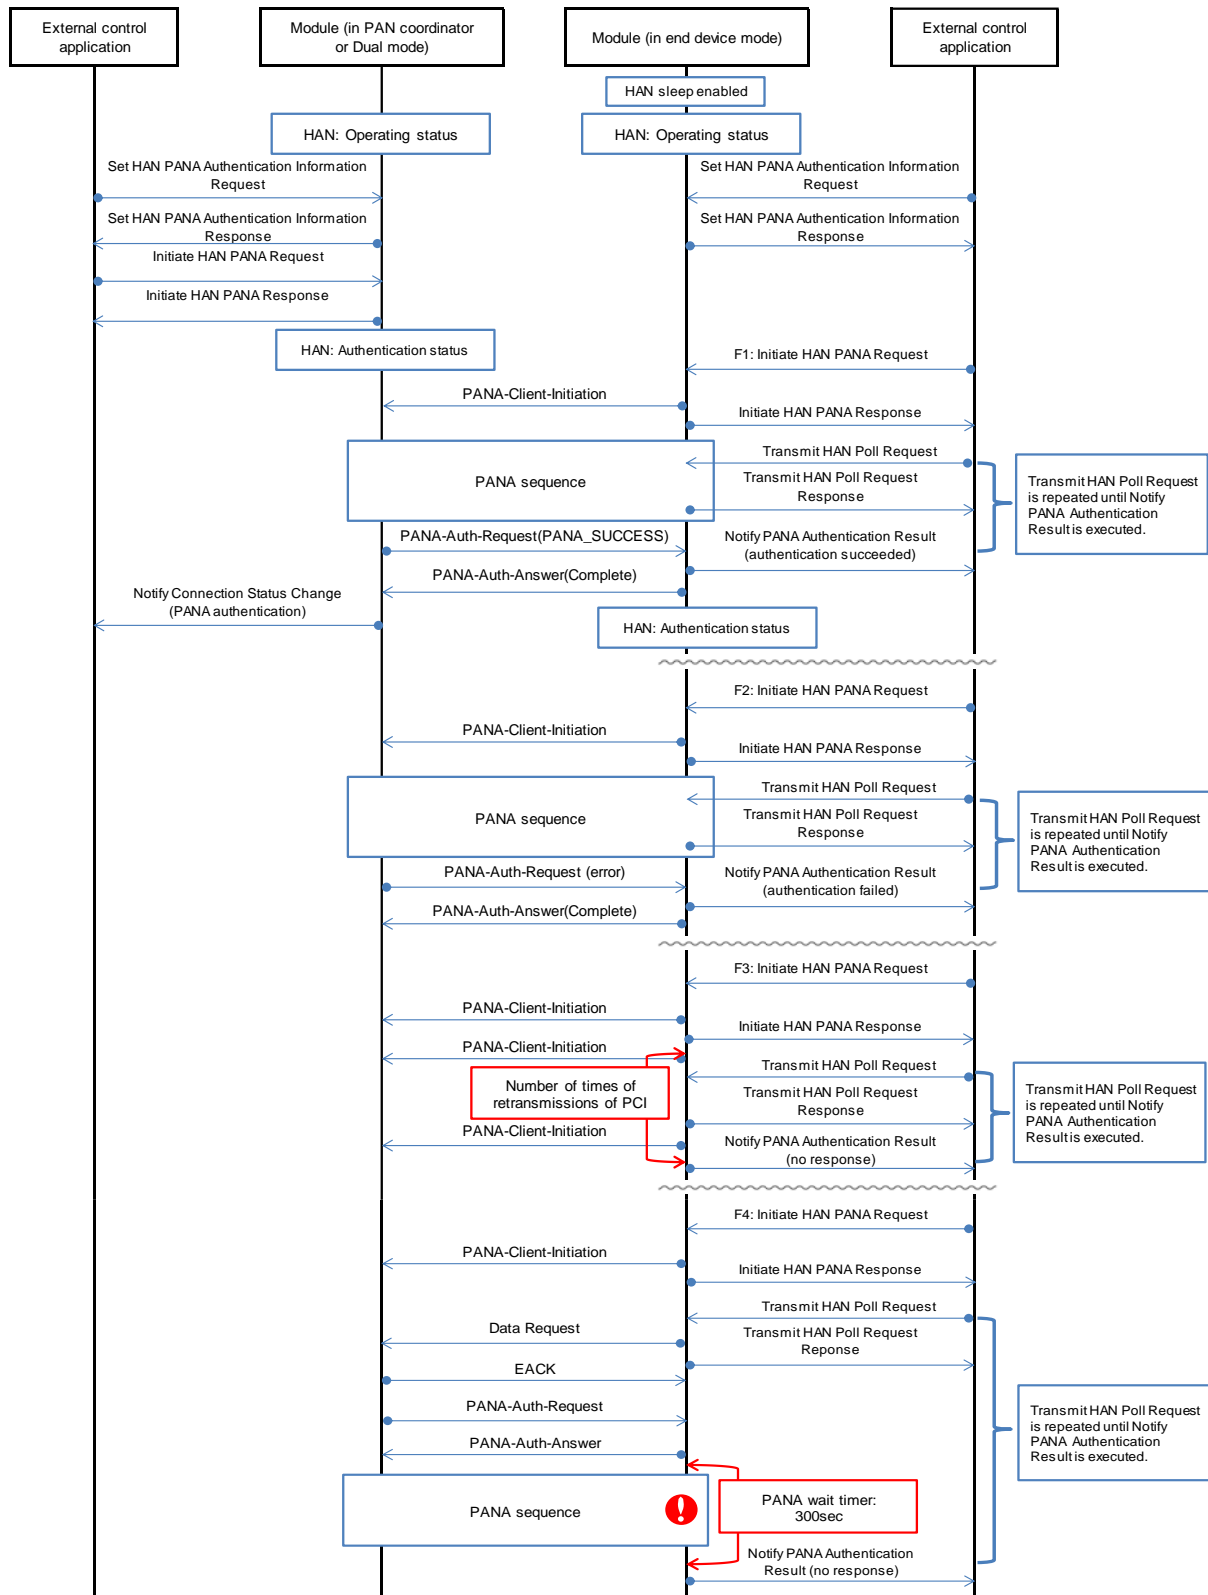 External control
application
Module (in PAN coordinator
or Dual mode)
Module (in end device mode)
External control
application
HAN sleep enabled
HAN: Operating status
HAN: Operating status
Set HAN PANA Authentication Information
Request
Set HAN PANA Authentication Information
Request
Set HAN PANA Authentication Information
Response
Set HAN PANA Authentication Information
Response
Initiate HAN PANA Request
Initiate HAN PANA Response
HAN: Authentication status
F1: Initiate HAN PANA Request
PANA-Client-Initiation
Initiate HAN PANA Response
Transmit HAN Poll Request
PANA sequence
Transmit HAN Poll Request
Response
Transmit HAN Poll Request
is repeated until Notify
PANA Authentication
Result is executed.
PANA-Auth-Request(PANA_SUCCESS)
Notify PANA Authentication Result
(authentication succeeded)
PANA-Auth-Answer(Complete)
Notify Connection Status Change
(PANA authentication)
HAN: Authentication status
F2: Initiate HAN PANA Request
PANA-Client-Initiation
Initiate HAN PANA Response
Transmit HAN Poll Request
PANA sequence
Transmit HAN Poll Request
Response
Transmit HAN Poll Request
is repeated until Notify
PANA Authentication
Result is executed.
PANA-Auth-Request (error)
Notify PANA Authentication Result
(authentication failed)
PANA-Auth-Answer(Complete)
F3: Initiate HAN PANA Request
PANA-Client-Initiation
Initiate HAN PANA Response
PANA-Client-Initiation
Transmit HAN Poll Request
Number of times of
retransmissions of PCI
Transmit HAN Poll Request
Response
Transmit HAN Poll Request
is repeated until Notify
PANA Authentication
Result is executed.
PANA-Client-Initiation
Notify PANA Authentication Result
(no response)
F4: Initiate HAN PANA Request
PANA-Client-Initiation
Initiate HAN PANA Response
Transmit HAN Poll Request
Data Request
Transmit HAN Poll Request
Reponse
EACK
PANA-Auth-Request
Transmit HAN Poll Request
is repeated until Notify
PANA Authentication
Result is executed.
PANA-Auth-Answer
PANA sequence
PANA wait timer:
300sec
Notify PANA Authentication
Result (no response)